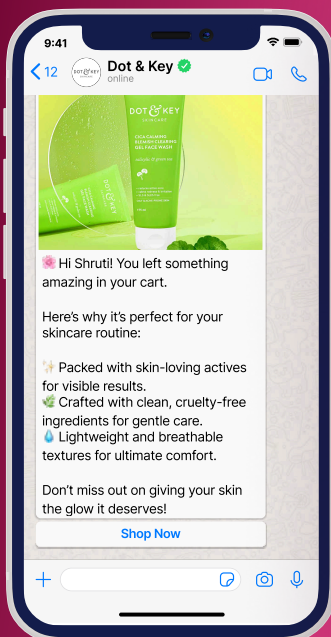 9:41
12
DOT & KEY
Dot & Key
online
DOT & KEY
SKINCARE
CICA CALMING
BLEMISH CLEARING
GEL FACE WASH
🌸 Hi Shruti! You left something
amazing in your cart.
Here’s why it’s perfect for your
skincare routine:
✨ Packed with skin-loving actives
for visible results.
🌿 Crafted with clean, cruelty-free
ingredients for gentle care.
💧 Lightweight and breathable
textures for ultimate comfort.
Don’t miss out on giving your skin
the glow it deserves!
Shop Now